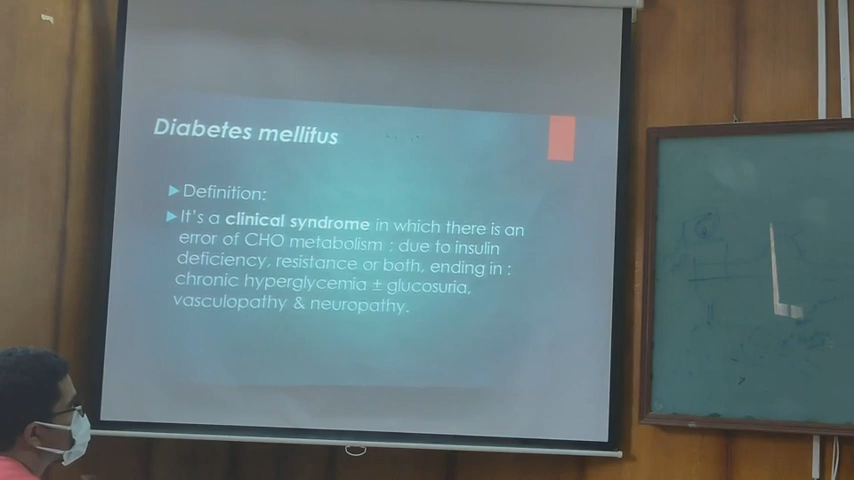 Diabetes mellitus
▶Definition:
▶It's a clinical syndrome in which there is an
error of CHO metabolism ; due to insulin
deficiency, resistance or both, ending in :
chronic hyperglycemia ± glucosuria,
vasculopathy & neuropathy.